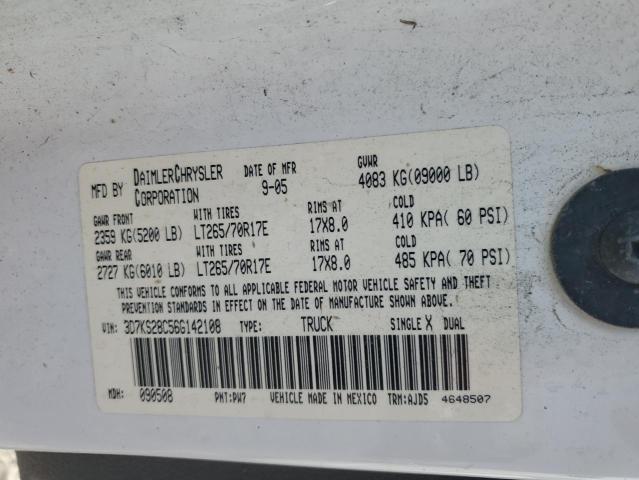 MFD BY DAIMLERCHRYSLER CORPORATION DATE OF MFR 9-05 GVWR 4083 KG(09000 LB)
GAWR FRONT WITH TIRES RIMS AT COLD
2359 KG(5200 LB) LT265/70R17E 17X8.0 410 KPA( 60 PSI)
GAWR REAR WITH TIRES RIMS AT COLD
2727 KG(6010 LB) LT265/70R17E 17X8.0 485 KPA( 70 PSI)
THIS VEHICLE CONFORMS TO ALL APPLICABLE FEDERAL MOTOR VEHICLE SAFETY AND THEFT
PREVENTION STANDARDS IN EFFECT ON THE DATE OF MANUFACTURE SHOWN ABOVE.
VIN: 3D7KS28C56G142108 TYPE: TRUCK SINGLE X DUAL
MDH: 090508 PNT:PW7 VEHICLE MADE IN MEXICO TRM:AJD5 4648507